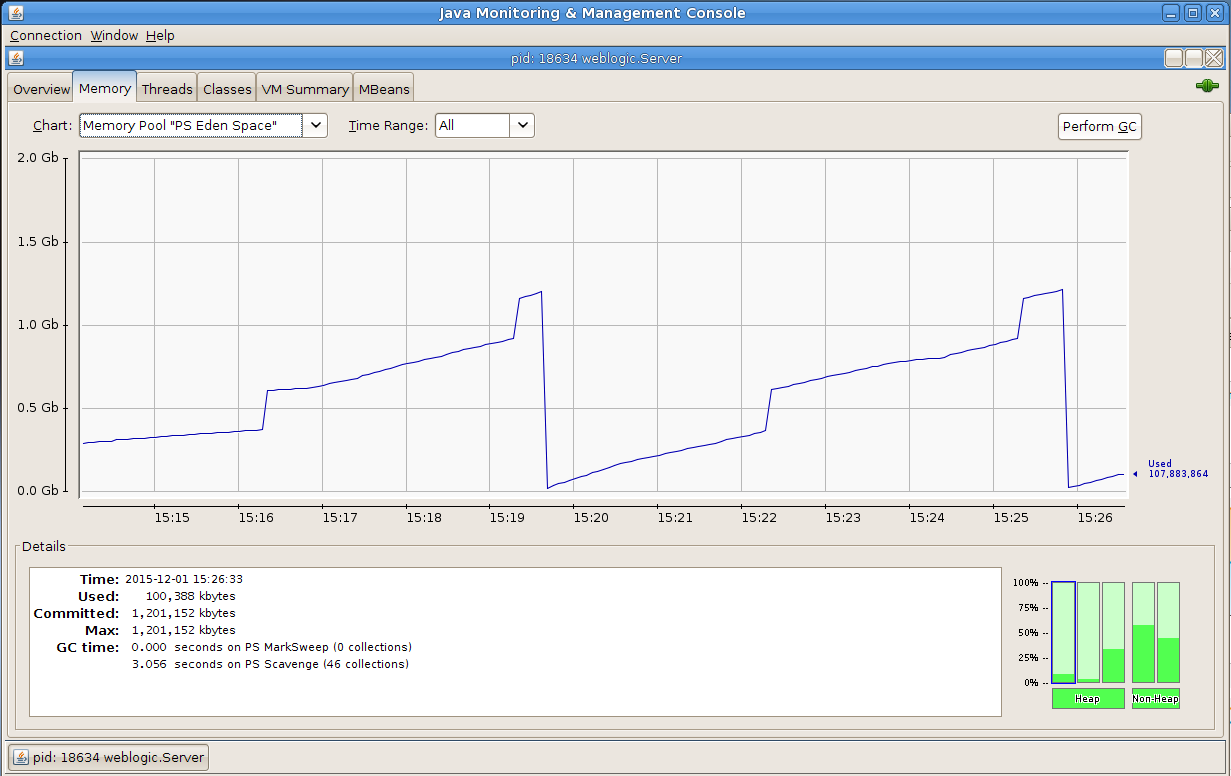 Java Monitoring & Management Console
Connection Window Help
pid: 18634 weblogic.Server
Overview Memory Threads Classes VM Summary MBeans
Chart: Memory Pool "PS Eden Space" Time Range: All Perform GC
2.0 Gb
1.5 Gb
1.0 Gb
0.5 Gb
0.0 Gb
Used
107,883,864
15:15 15:16 15:17 15:18 15:19 15:20 15:21 15:22 15:23 15:24 15:25 15:26
Details
Time: 2015-12-01 15:26:33
Used: 100,388 kbytes
Committed: 1,201,152 kbytes
Max: 1,201,152 kbytes
GC time: 0.000 seconds on PS MarkSweep (0 collections)
3.056 seconds on PS Scavenge (46 collections)
100% --
75% --
50% --
25% --
0% --
Heap Non-Heap
pid: 18634 weblogic.Server